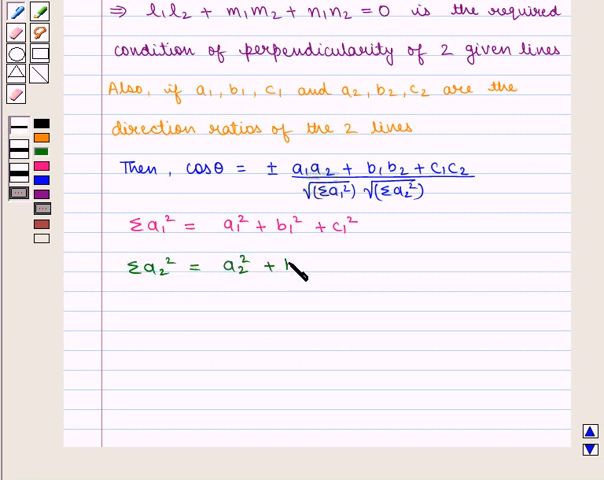 ⇒ l₁l₂ + m₁m₂ + n₁n₂ = 0 is the required
condition of perpendicularity of 2 given lines
Also, if a₁, b₁, c₁ and a₂, b₂, c₂ are the
direction ratios of the 2 lines
Then, cosθ = ± a₁a₂ + b₁b₂ + c₁c₂ / √(Σa₁²) √(Σa₂²)
Σa₁² = a₁² + b₁² + c₁²
Σa₂² = a₂² +